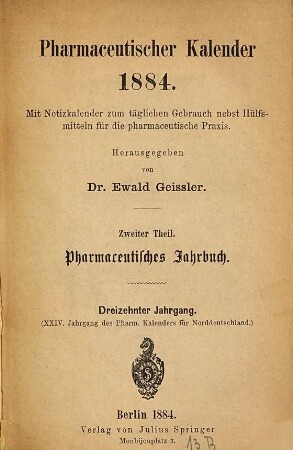 Pharmaceutischer Kalender
1884.
Mit Notizkalender zum täglichen Gebrauch nebst Hülfs-
mitteln für die pharmaceutische Praxis.
Herausgegeben
von
Dr. Ewald Geissler.
Zweiter Theil.
Pharmaceutisches Jahrbuch.
Dreizehnter Jahrgang.
(XXIV. Jahrgang des Pharm. Kalenders für Norddeutschland.)
Berlin 1884.
Verlag von Julius Springer
Monbijouplatz 3.
13 B